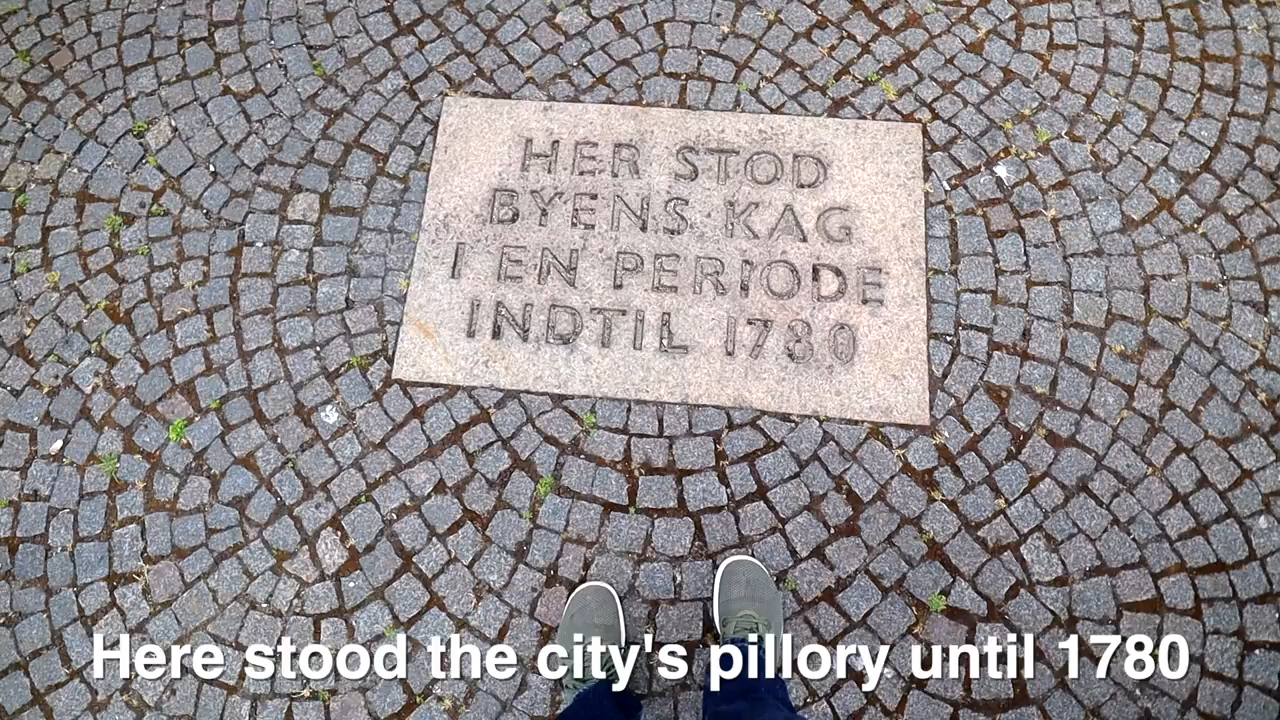 HER STOD
BYENS KAG
I EN PERIODE
INDTIL 1780
Here stood the city's pillory until 1780